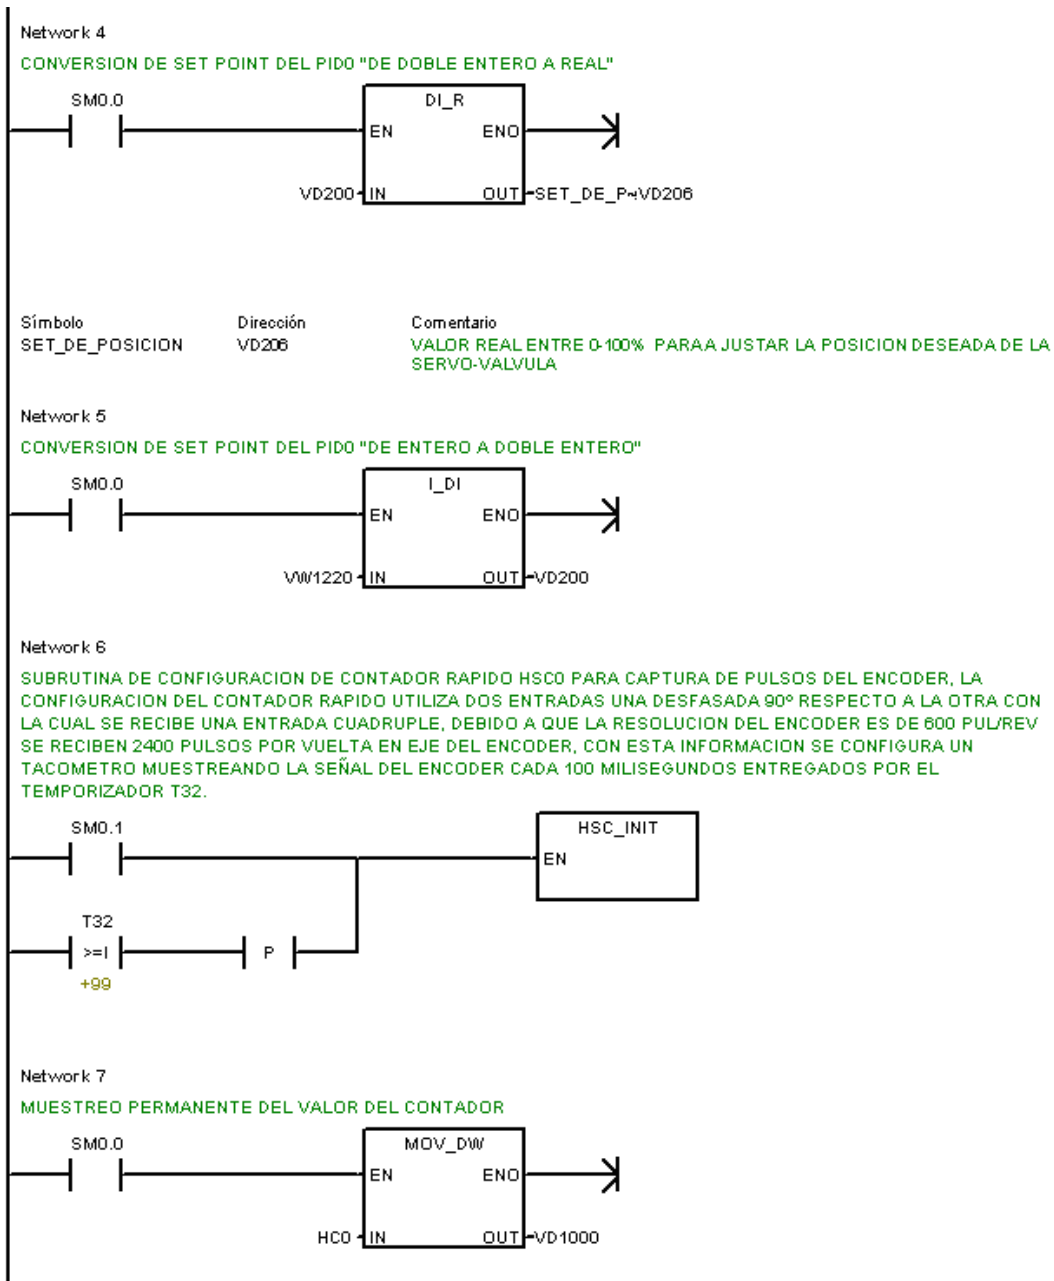 Network 4
CONVERSION DE SET POINT DEL PID0 "DE DOBLE ENTERO A REAL"
SM0.0
DI_R
EN ENO
VD200 IN OUT SET_DE_P~VD206
Símbolo Dirección Comentario
SET_DE_POSICION VD206 VALOR REAL ENTRE 0-100% PARAA JUSTAR LA POSICION DESEADA DE LA
SERVO-VALVULA
Network 5
CONVERSION DE SET POINT DEL PID0 "DE ENTERO A DOBLE ENTERO"
SM0.0
I_DI
EN ENO
VW1220 IN OUT VD200
Network 6
SUBRUTINA DE CONFIGURACION DE CONTADOR RAPIDO HSC0 PARA CAPTURA DE PULSOS DEL ENCODER, LA
CONFIGURACION DEL CONTADOR RAPIDO UTILIZA DOS ENTRADAS UNA DESFASADA 90º RESPECTO A LA OTRA CON
LA CUAL SE RECIBE UNA ENTRADA CUADRUPLE, DEBIDO A QUE LA RESOLUCION DEL ENCODER ES DE 600 PUL/REV
SE RECIBEN 2400 PULSOS POR VUELTA EN EJE DEL ENCODER, CON ESTA INFORMACION SE CONFIGURA UN
TACOMETRO MUESTREANDO LA SEÑAL DEL ENCODER CADA 100 MILISEGUNDOS ENTREGADOS POR EL
TEMPORIZADOR T32.
SM0.1
HSC_INIT
EN
T32
>=I P
+99
Network 7
MUESTREO PERMANENTE DEL VALOR DEL CONTADOR
SM0.0
MOV_DW
EN ENO
HC0 IN OUT VD1000